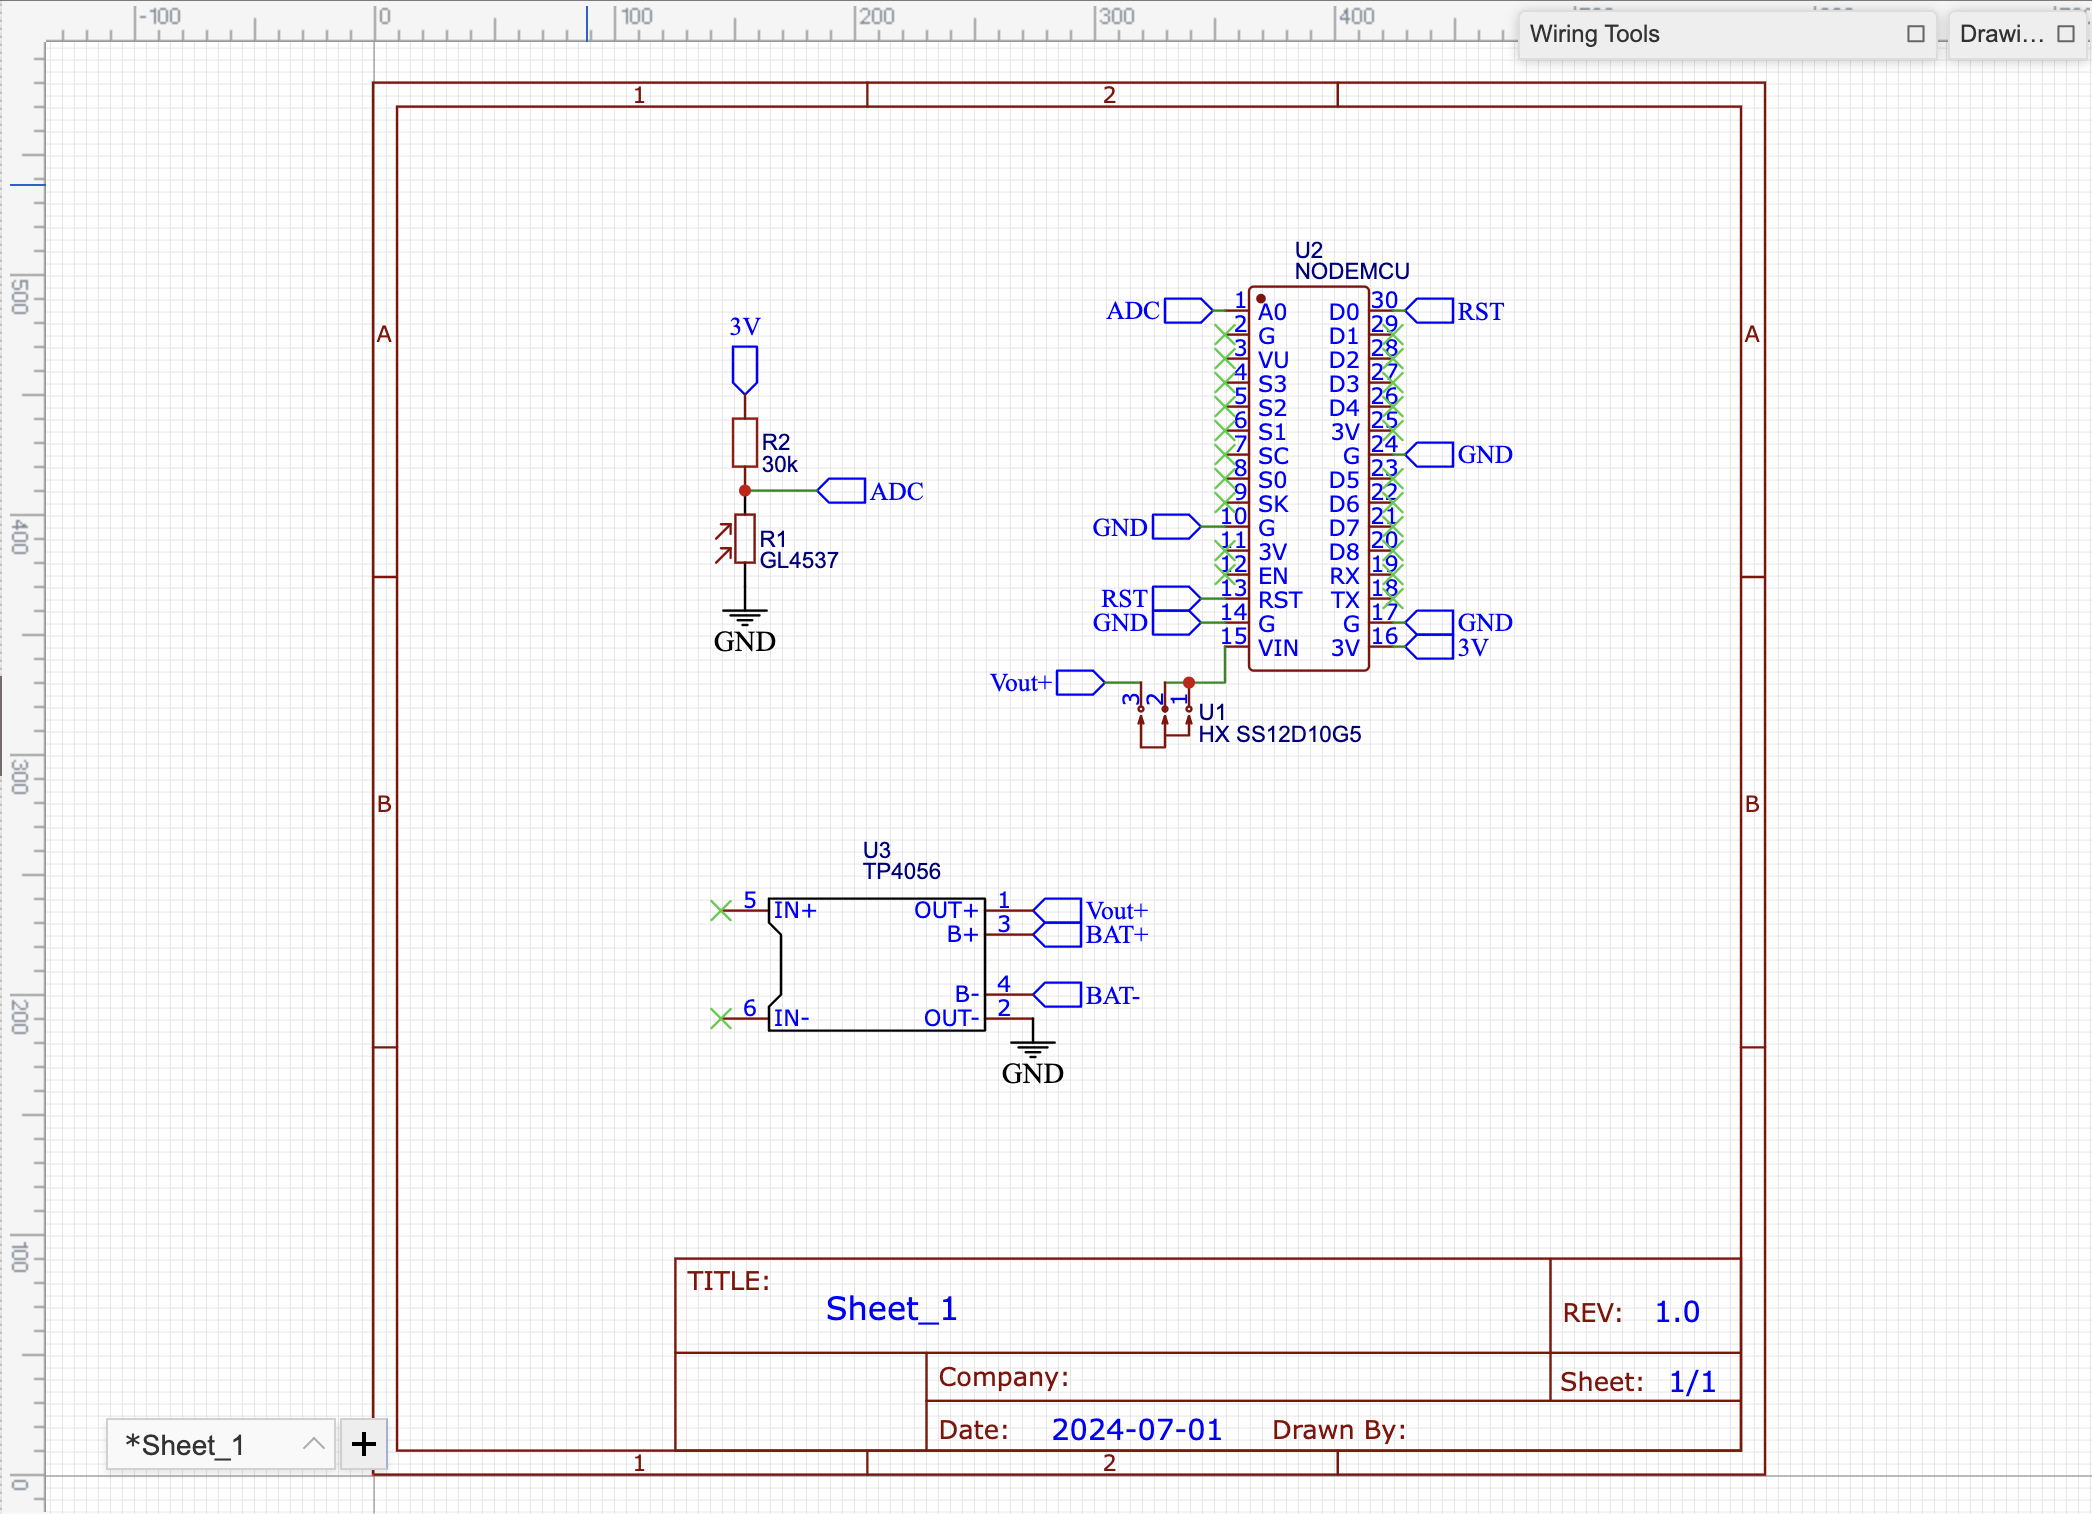 -100
0
100
200
300
400
Wiring Tools
Drawi...
1
2
500
400
300
200
100
0
A
A
B
B
U2
NODEMCU
ADC
1
A0
D0
30
RST
2
G
D1
29
3
VU
D2
28
4
S3
D3
27
5
S2
D4
26
6
S1
3V
25
7
SC
G
24
GND
8
S0
D5
23
9
SK
D6
22
GND
10
G
D7
21
11
3V
D8
20
12
EN
RX
19
RST
13
RST
TX
18
GND
14
G
G
17
GND
15
VIN
3V
16
3V
3V
R2
30k
ADC
R1
GL4537
GND
Vout+
3
2
1
U1
HX SS12D10G5
U3
TP4056
5
IN+
OUT+
1
Vout+
B+
3
BAT+
B-
4
BAT-
6
IN-
OUT-
2
GND
TITLE:
Sheet_1
REV: 1.0
Company:
Sheet: 1/1
Date: 2024-07-01
Drawn By:
*Sheet_1
+
1
2